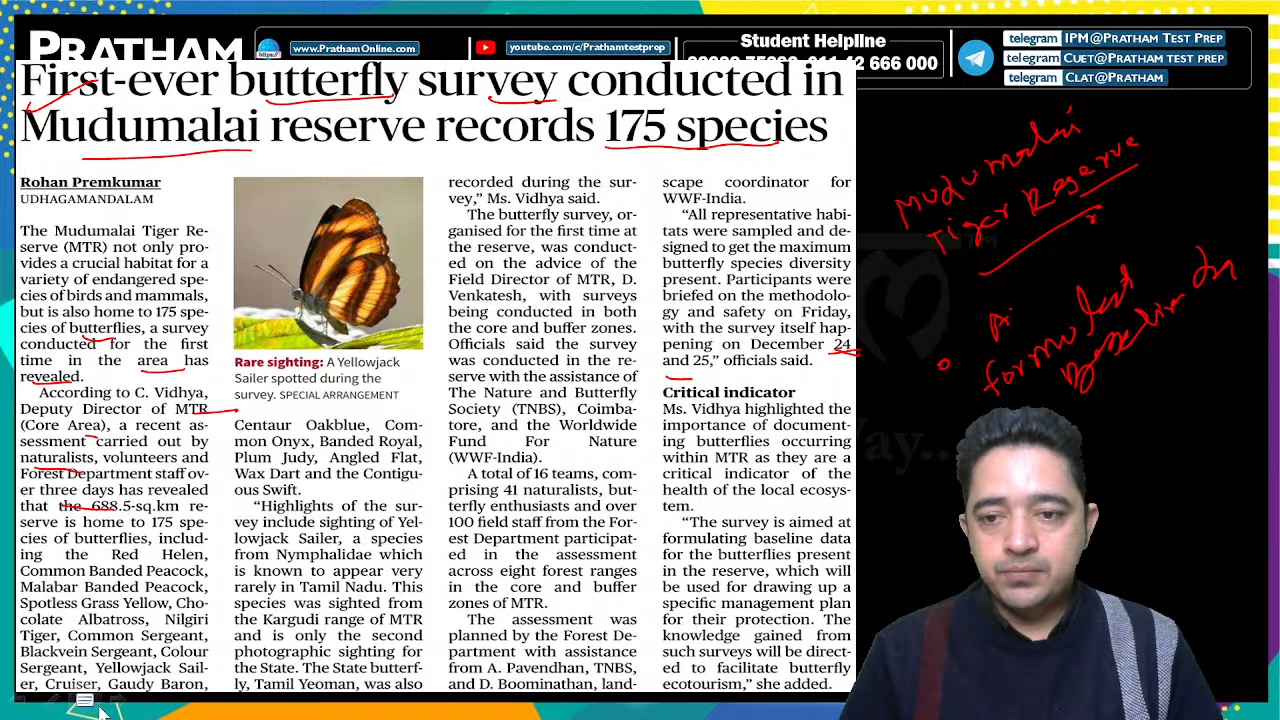 PRATHAM
https://
www.PrathamOnline.com
youtube.com/c/Prathamtestprep
Student Helpline
42 666 000
telegram IPM@PRATHAM TEST PREP
telegram CUET@PRATHAM TEST PREP
telegram CLAT@PRATHAM
First-ever butterfly survey conducted in
Mudumalai reserve records 175 species
Rohan Premkumar
UDHAGAMANDALAM
The Mudumalai Tiger Re-
serve (MTR) not only pro-
vides a crucial habitat for a
variety of endangered spe-
cies of birds and mammals,
but is also home to 175 spe-
cies of butterflies, a survey
conducted for the first
time in the area has
revealed.
According to C. Vidhya,
Deputy Director of MTR
(Core Area), a recent as-
sessment carried out by
naturalists, volunteers and
Forest Department staff ov-
er three days has revealed
that the 688.5-sq.km re-
serve is home to 175 spe-
cies of butterflies, including
ing the Red Helen,
Common Banded Peacock,
Malabar Banded Peacock,
Spotless Grass Yellow, Cho-
colate Albatross, Nilgiri
Tiger, Common Sergeant,
Blackvein Sergeant, Colour
Sergeant, Yellowjack Sail-
er, Cruiser, Gaudy Baron,
Rare sighting: A Yellowjack
Sailer spotted during the
survey. SPECIAL ARRANGEMENT
Centaur Oakblue, Com-
mon Onyx, Banded Royal,
Plum Judy, Angled Flat,
Wax Dart and the Contigu-
ous Swift.
"Highlights of the sur-
vey include sighting of Yel-
lowjack Sailer, a species
from Nymphalidae which
is known to appear very
rarely in Tamil Nadu. This
species was sighted from
the Kargudi range of MTR
and is only the second
photographic sighting for
the State. The State butterf-
ly, Tamil Yeoman, was also
recorded during the sur-
vey," Ms. Vidhya said.
The butterfly survey, or-
ganised for the first time at
the reserve, was conduct-
ed on the advice of the
Field Director of MTR, D.
Venkatesh, with surveys
being conducted in both
the core and buffer zones.
Officials said the survey
was conducted in the re-
serve with the assistance of
The Nature and Butterfly
Society (TNBS), Coimba-
tore, and the Worldwide
Fund For Nature
(WWF-India).
A total of 16 teams, com-
prising 41 naturalists, but-
terfly enthusiasts and over
100 field staff from the For-
est Department participat-
ed in the assessment
across eight forest ranges
in the core and buffer
zones of MTR.
The assessment was
planned by the Forest De-
partment with assistance
from A. Pavendhan, TNBS,
and D. Boominathan, land-
scape coordinator for
WWF-India.
"All representative habi-
tats were sampled and de-
signed to get the maximum
butterfly species diversity
present. Participants were
briefed on the methodolo-
gy and safety on Friday,
with the survey itself hap-
pening on December 24
and 25," officials said.
Critical indicator
Ms. Vidhya highlighted the
importance of document-
ing butterflies occurring
within MTR as they are a
critical indicator of the
health of the local ecosys-
tem.
"The survey is aimed at
formulating baseline data
for the butterflies present
in the reserve, which will
be used for drawing up a
specific management plan
for their protection. The
knowledge gained from
such surveys will be direct-
ed to facilitate butterfly
ecotourism," she added.
Mudumalai
Tiger Reserve